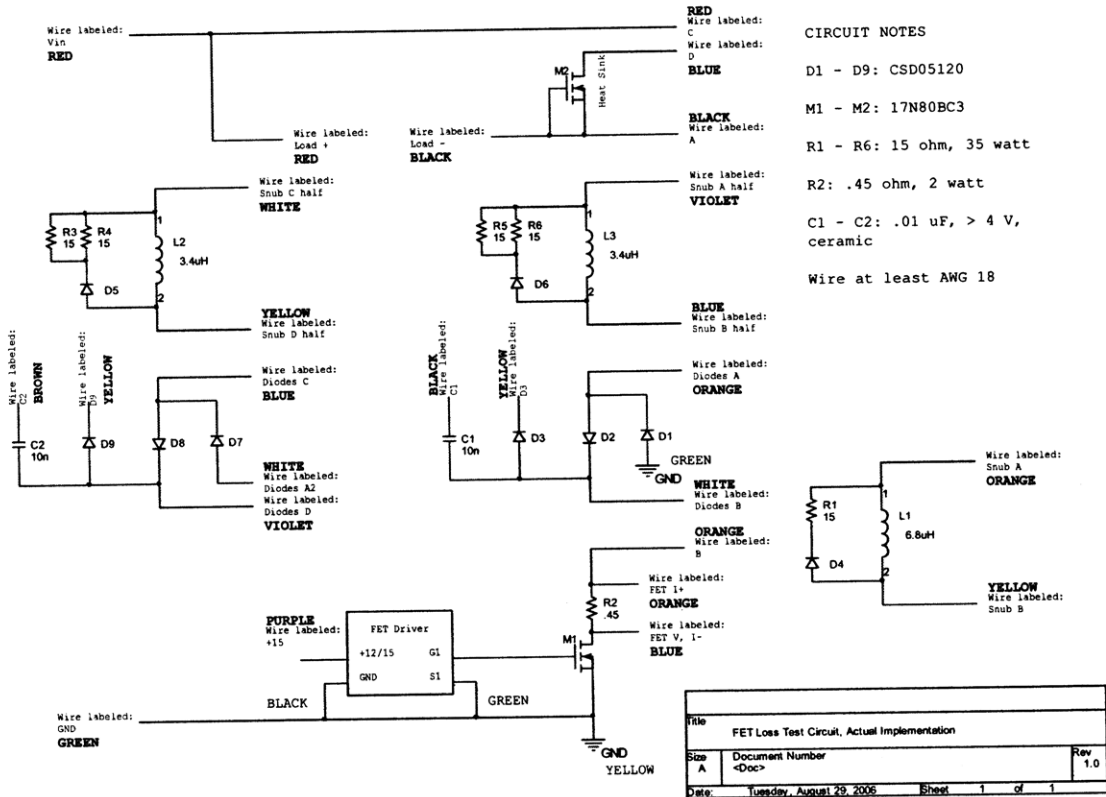 Wire labeled:
Vin
RED
RED
Wire labeled:
C
Wire labeled:
D
BLUE
M2
Heat Sink
BLACK
Wire labeled:
A
Wire labeled:
Load +
RED
Wire labeled:
Load -
BLACK
CIRCUIT NOTES
D1 - D9: CSD05120
M1 - M2: 17N80BC3
R1 - R6: 15 ohm, 35 watt
R2: .45 ohm, 2 watt
C1 - C2: .01 uF, > 4 V,
ceramic
Wire at least AWG 18
Wire labeled:
Snub C half
WHITE
1
R3
15
R4
15
L2
3.4uH
D5
2
YELLOW
Wire labeled:
Snub D half
Wire labeled:
Snub A half
VIOLET
1
R5
15
R6
15
L3
3.4uH
D6
2
BLUE
Wire labeled:
Snub B half
Wire labeled:
C2
BROWN
Wire labeled:
D9
YELLOW
Wire labeled:
Diodes C
BLUE
C2
10n
D9
D8
D7
WHITE
Wire labeled:
Diodes A2
Wire labeled:
Diodes D
VIOLET
BLACK
Wire labeled:
C1
YELLOW
Wire labeled:
D3
Wire labeled:
Diodes A
ORANGE
C1
10n
D3
D2
D1
GREEN
GND
WHITE
Wire labeled:
Diodes B
Wire labeled:
Snub A
ORANGE
1
R1
15
L1
6.8uH
D4
2
YELLOW
Wire labeled:
Snub B
ORANGE
Wire labeled:
B
Wire labeled:
FET I+
ORANGE
R2
.45
Wire labeled:
FET V, I-
BLUE
M1
PURPLE
Wire labeled:
+15
FET Driver
+12/15 G1
GND S1
BLACK
GREEN
Wire labeled:
GND
GREEN
GND
YELLOW
Title
FET Loss Test Circuit, Actual Implementation
Size
A
Document Number
<Doc>
Rev
1.0
Date: Tuesday, August 29, 2006 Sheet 1 of 1